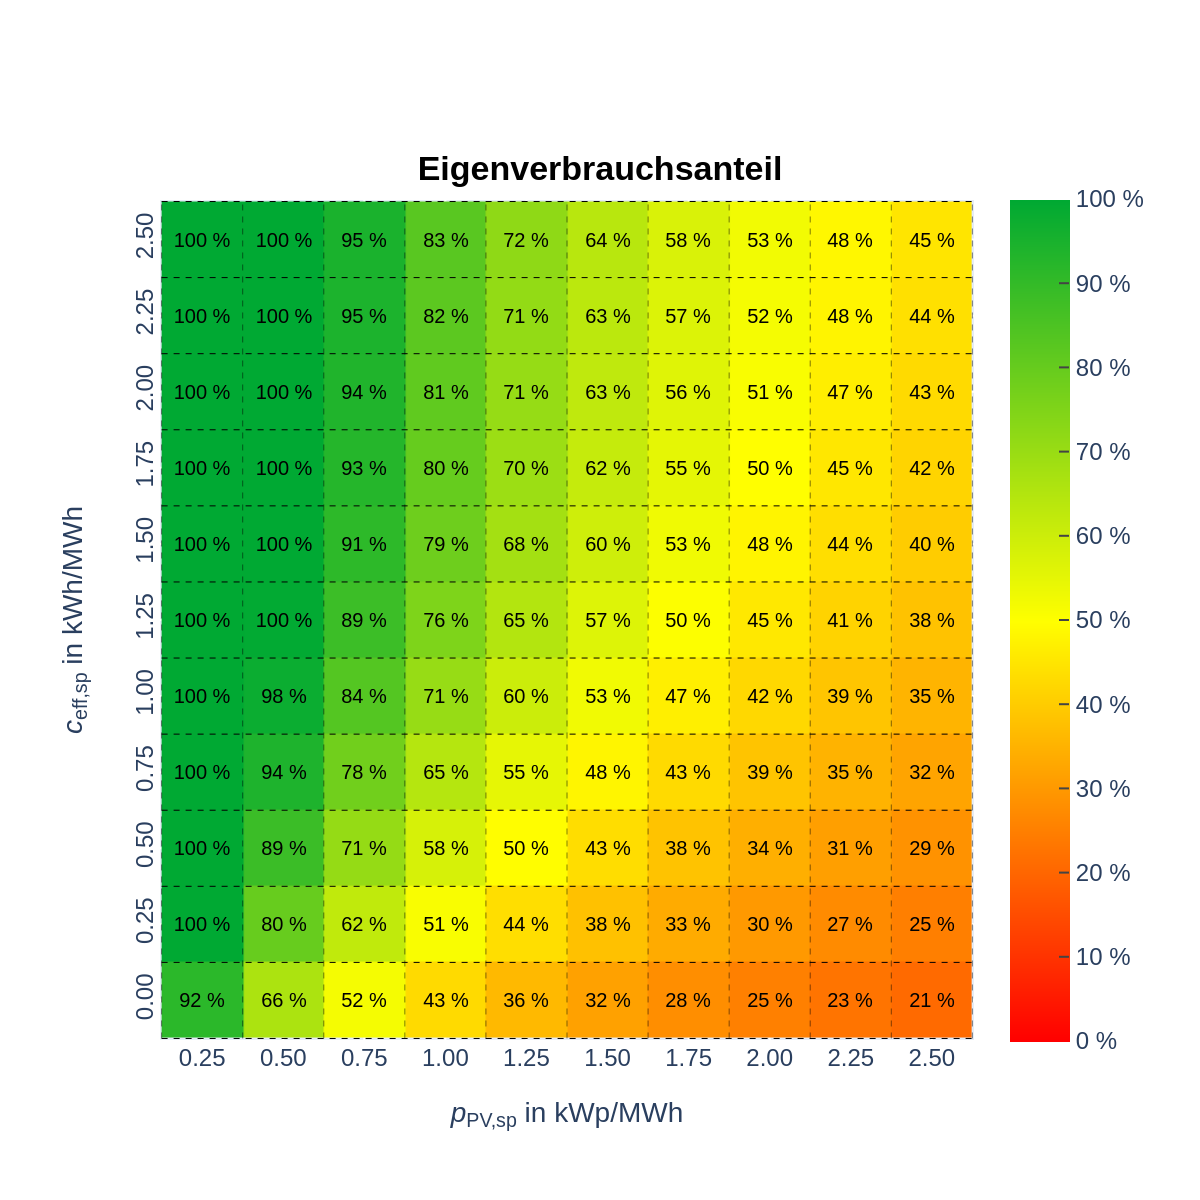 Eigenverbrauchsanteil
2.50 100 % 100 % 95 % 83 % 72 % 64 % 58 % 53 % 48 % 45 %
2.25 100 % 100 % 95 % 82 % 71 % 63 % 57 % 52 % 48 % 44 %
2.00 100 % 100 % 94 % 81 % 71 % 63 % 56 % 51 % 47 % 43 %
1.75 100 % 100 % 93 % 80 % 70 % 62 % 55 % 50 % 45 % 42 %
1.50 100 % 100 % 91 % 79 % 68 % 60 % 53 % 48 % 44 % 40 %
1.25 100 % 100 % 89 % 76 % 65 % 57 % 50 % 45 % 41 % 38 %
1.00 100 % 98 % 84 % 71 % 60 % 53 % 47 % 42 % 39 % 35 %
0.75 100 % 94 % 78 % 65 % 55 % 48 % 43 % 39 % 35 % 32 %
0.50 100 % 89 % 71 % 58 % 50 % 43 % 38 % 34 % 31 % 29 %
0.25 100 % 80 % 62 % 51 % 44 % 38 % 33 % 30 % 27 % 25 %
0.00 92 % 66 % 52 % 43 % 36 % 32 % 28 % 25 % 23 % 21 %
0.25 0.50 0.75 1.00 1.25 1.50 1.75 2.00 2.25 2.50
pPV,sp in kWp/MWh
ceff,sp in kWh/MWh
100 %
90 %
80 %
70 %
60 %
50 %
40 %
30 %
20 %
10 %
0 %